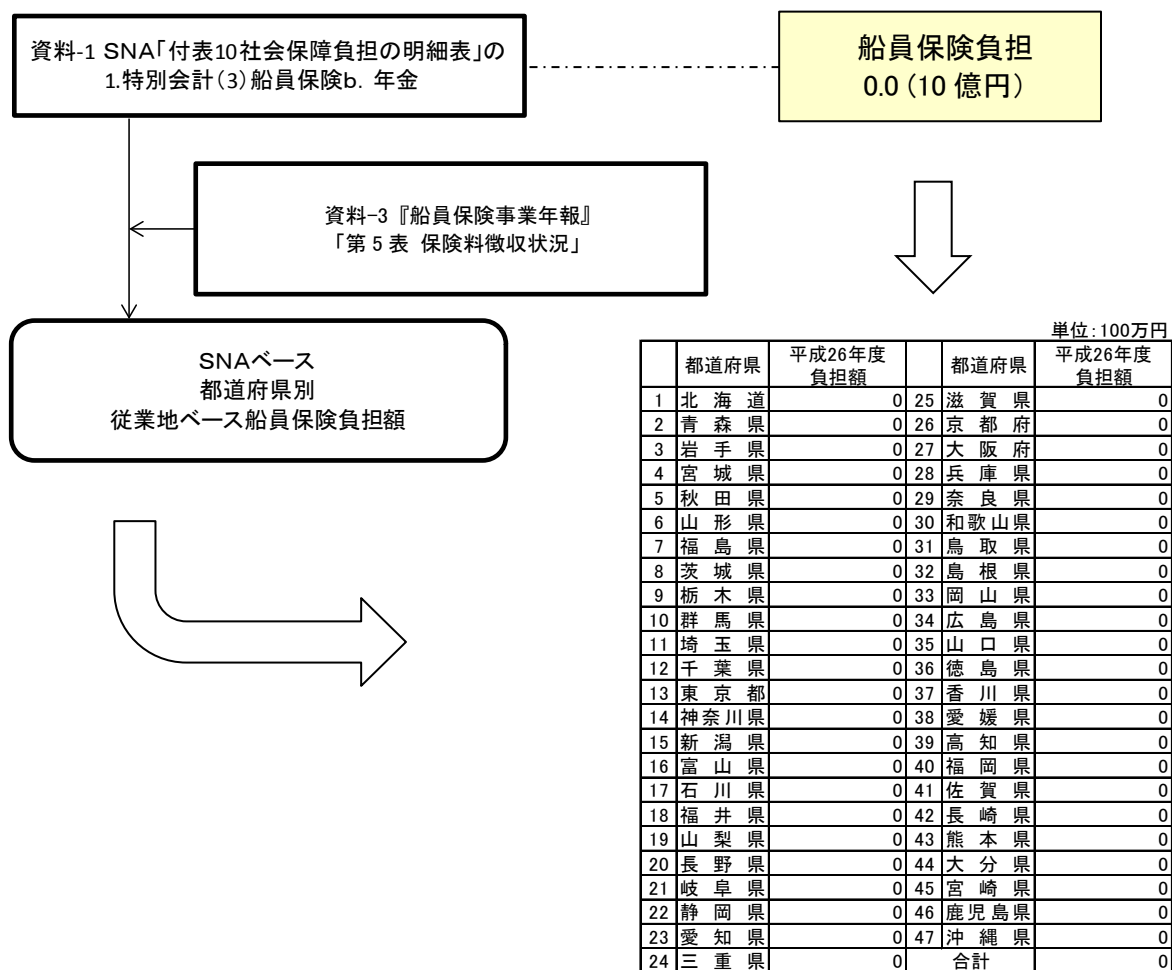 資料-1 SNA「付表10社会保障負担の明細表」の
1.特別会計(3)船員保険b. 年金
船員保険負担
0.0(10 億円)
資料-3『船員保険事業年報』
「第 5 表 保険料徴収状況」
SNAベース
都道府県別
従業地ベース船員保険負担額
単位:100万円
都道府県 平成26年度 負担額 都道府県 平成26年度 負担額
1 北海道 0 25 滋賀県 0
2 青森県 0 26 京都府 0
3 岩手県 0 27 大阪府 0
4 宮城県 0 28 兵庫県 0
5 秋田県 0 29 奈良県 0
6 山形県 0 30 和歌山県 0
7 福島県 0 31 鳥取県 0
8 茨城県 0 32 島根県 0
9 栃木県 0 33 岡山県 0
10 群馬県 0 34 広島県 0
11 埼玉県 0 35 山口県 0
12 千葉県 0 36 徳島県 0
13 東京都 0 37 香川県 0
14 神奈川県 0 38 愛媛県 0
15 新潟県 0 39 高知県 0
16 富山県 0 40 福岡県 0
17 石川県 0 41 佐賀県 0
18 福井県 0 42 長崎県 0
19 山梨県 0 43 熊本県 0
20 長野県 0 44 大分県 0
21 岐阜県 0 45 宮崎県 0
22 静岡県 0 46 鹿児島県 0
23 愛知県 0 47 沖縄県 0
24 三重県 0 合計 0